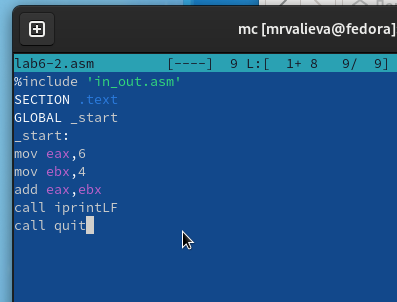 mc [mrvalieva@fedora]
lab6-2.asm [----] 9 L:[ 1+ 8 9/ 9]
%include 'in_out.asm'
SECTION .text
GLOBAL _start
_start:
mov eax,6
mov ebx,4
add eax,ebx
call iprintLF
call quit